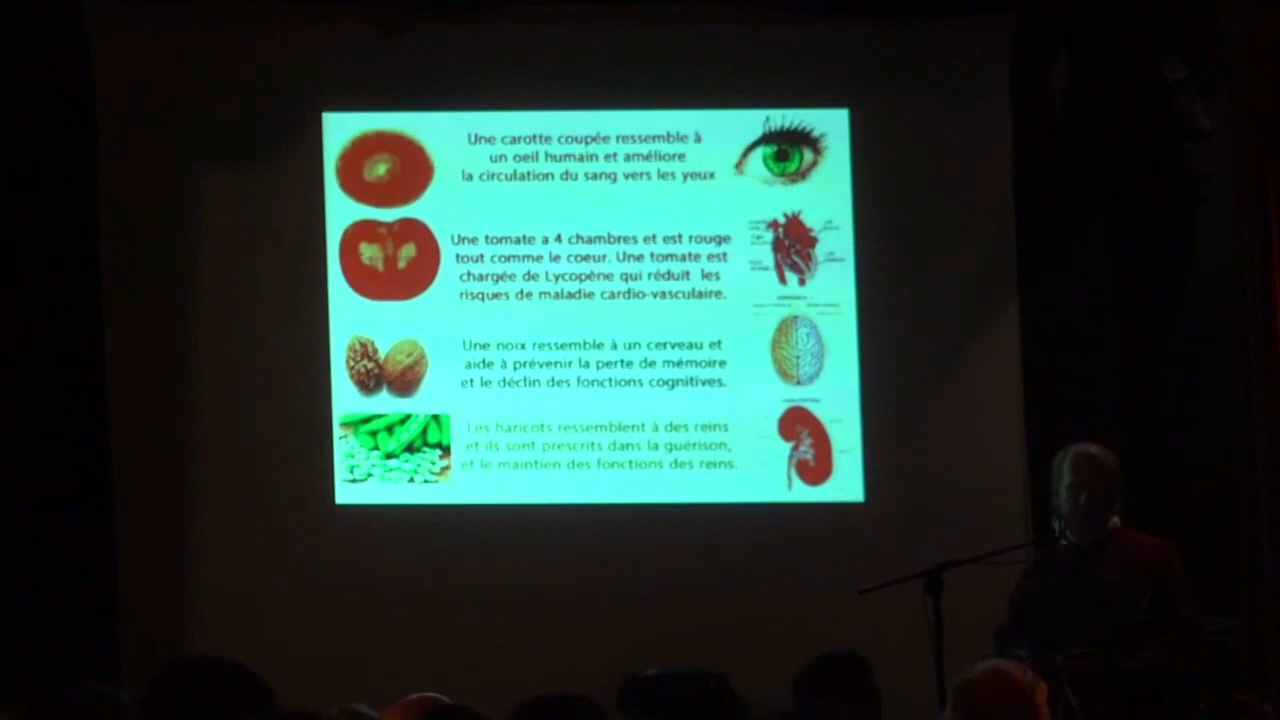 Une carotte coupée ressemble à
un oeil humain et améliore
la circulation du sang vers les yeux
Une tomate a 4 chambres et est rouge
tout comme le coeur. Une tomate est
chargée de Lycopène qui réduit les
risques de maladie cardio-vasculaire.
Une noix ressemble à un cerveau et
aide à prévenir la perte de mémoire
et le déclin des fonctions cognitives.
Les haricots ressemblent à des reins
et ils sont prescrits dans la guérison,
et le maintien des fonctions des reins.